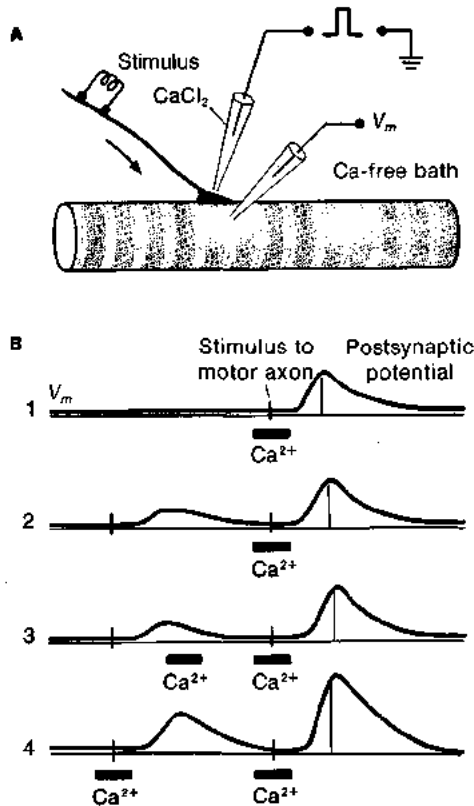 A
Stimulus
CaCl₂
Vₘ
Ca-free bath
B
Stimulus to motor axon
Postsynaptic potential
Vₘ
1
Ca²⁺
2
Ca²⁺
3
Ca²⁺ Ca²⁺
4
Ca²⁺ Ca²⁺